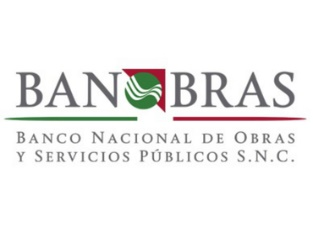 BANOBRAS
BANCO NACIONAL DE OBRAS
Y SERVICIOS PÚBLICOS S.N.C.